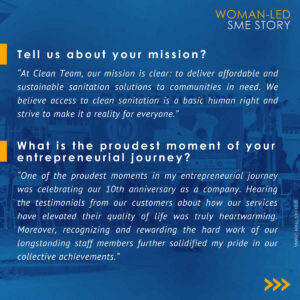 WOMAN-LED
SME STORY
Tell us about your mission?
"At Clean Team, our mission is clear: to deliver affordable and
sustainable sanitation solutions to communities in need. We
believe access to clean sanitation is a basic human right and
strive to make it a reality for everyone."
What is the proudest moment of your
entrepreneurial journey?
"One of the proudest moments in my entrepreneurial journey
was celebrating our 10th anniversary as a company. Hearing
the testimonials from our customers about how our services
have elevated their quality of life was truly heartwarming.
Moreover, recognizing and rewarding the hard work of our
longstanding staff members further solidified my pride in our
collective achievements."